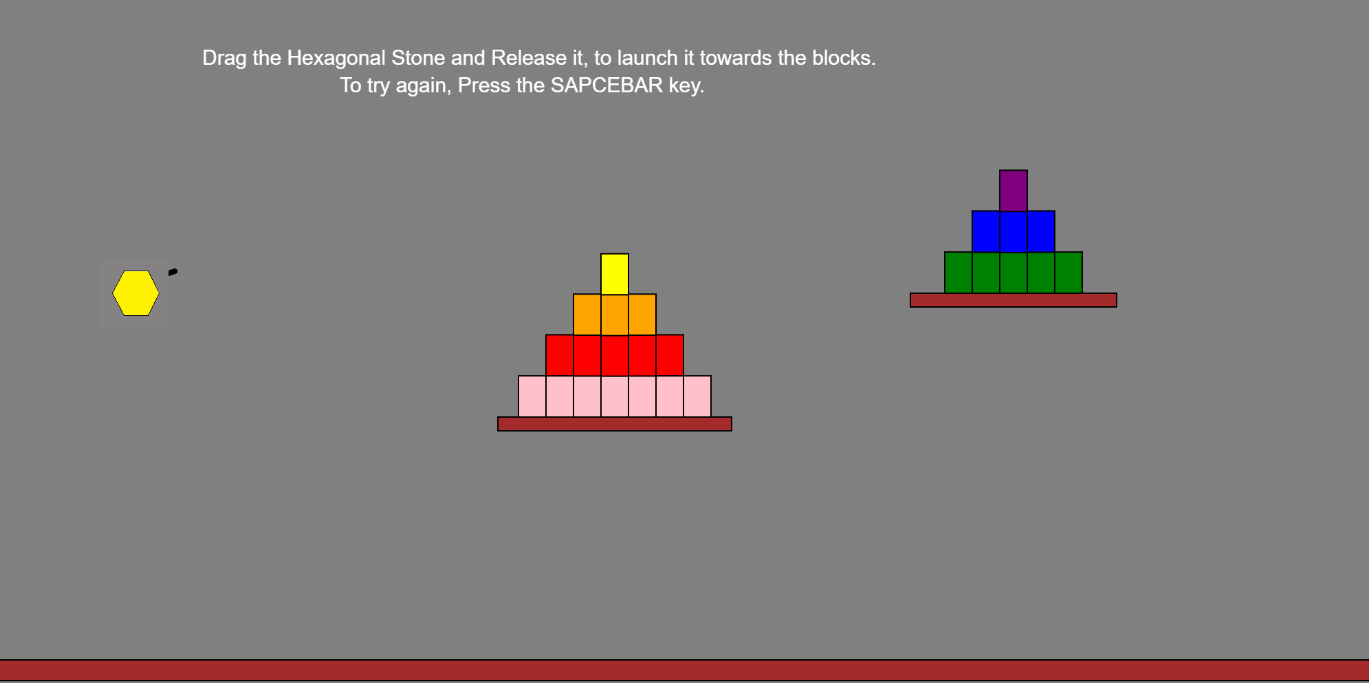 Drag the Hexagonal Stone and Release it, to launch it towards the blocks.
To try again, Press the SAPCEBAR key.